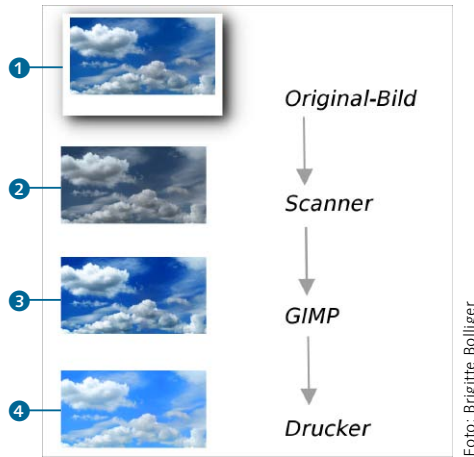 1
Original-Bild
2
Scanner
3
GIMP
4
Drucker
Foto: Brigitte Bolliger